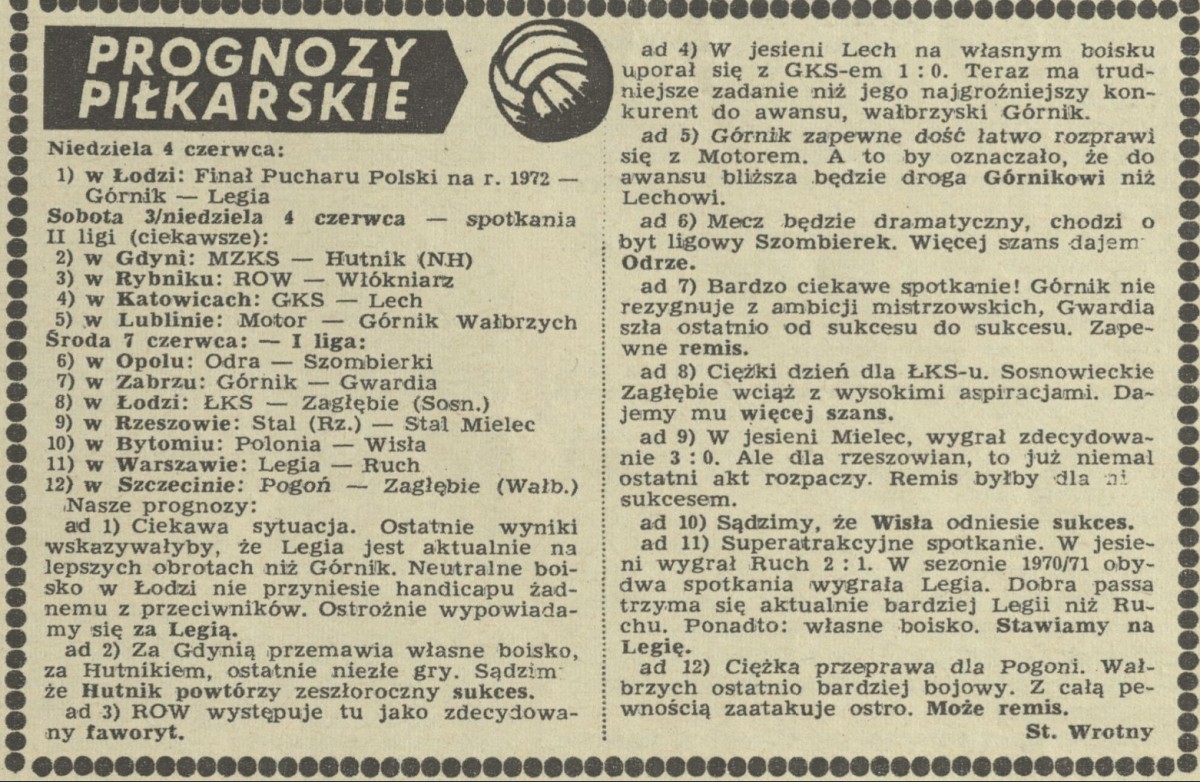 PROGNOZY
PIŁKARSKIE
Niedziela 4 czerwca:
1) w Łodzi: Finał Pucharu Polski na r. 1972 —
Górnik — Legia
Sobota 3/niedziela 4 czerwca — spotkania
II ligi (ciekawsze):
2) w Gdyni: MZKS — Hutnik (NH)
3) w Rybniku: ROW — Włókniarz
4) w Katowicach: GKS — Lech
5) w Lublinie: Motor — Górnik Wałbrzych
Środa 7 czerwca: — I liga:
6) w Opolu: Odra — Szombierki
7) w Zabrzu: Górnik — Gwardia
8) w Łodzi: ŁKS — Zagłębie (Sosn.)
9) w Rzeszowie: Stal (Rz.) — Stal Mielec
10) w Bytomiu: Polonia — Wisła
11) w Warszawie: Legia — Ruch
12) w Szczecinie: Pogoń — Zagłębie (Wałb.)
Nasze prognozy:
ad 1) Ciekawa sytuacja. Ostatnie wyniki
wskazywałyby, że Legia jest aktualnie na
lepszych obrotach niż Górnik. Neutralne boi-
sko w Łodzi nie przyniesie handicapu żad-
nemu z przeciwników. Ostrożnie wypowiada-
my się za Legią.
ad 2) Za Gdynią przemawia własne boisko,
za Hutnikiem, ostatnie niezłe gry. Sądzim
że Hutnik powtórzy zeszłoroczny sukces.
ad 3) ROW występuje tu jako zdecydowa-
ny faworyt.
ad 4) W jesieni Lech na własnym boisku
uporał się z GKS-em 1:0. Teraz ma trud-
niejsze zadanie niż jego najgroźniejszy kon-
kurent do awansu, wałbrzyski Górnik.
ad 5) Górnik zapewne dość łatwo rozprawi
się z Motorem. A to by oznaczało, że do
awansu bliższa będzie droga Górnikowi niż
Lechowi.
ad 6) Mecz będzie dramatyczny, chodzi o
byt ligowy Szombierek. Więcej szans dajem
Odrze.
ad 7) Bardzo ciekawe spotkanie! Górnik nie
rezygnuje z ambicji mistrzowskich, Gwardia
szła ostatnio od sukcesu do sukcesu. Zape-
wne remis.
ad 8) Ciężki dzień dla ŁKS-u. Sosnowieckie
Zagłębie wciąż z wysokimi aspiracjami. Da-
jemy mu więcej szans.
ad 9) W jesieni Mielec, wygrał zdecydowa-
nie 3:0. Ale dla rzeszowian, to już niemal
ostatni akt rozpaczy. Remis byłby dla
sukcesem.
ad 10) Sądzimy, że Wisła odniesie sukces.
ad 11) Superatrakcyjne spotkanie. W jesie-
ni wygrał Ruch 2:1. W sezonie 1970/71 oby-
dwa spotkania wygrała Legia. Dobra passa
trzyma się aktualnie bardziej Legii niż Ru-
chu. Ponadto: własne boisko. Stawiamy na
Legię.
ad 12) Ciężka przeprawa dla Pogoni. Wał-
brzych ostatnio bardziej bojowy. Z całą pe-
wnością zaatakuje ostro. Może remis.
St. Wrotny